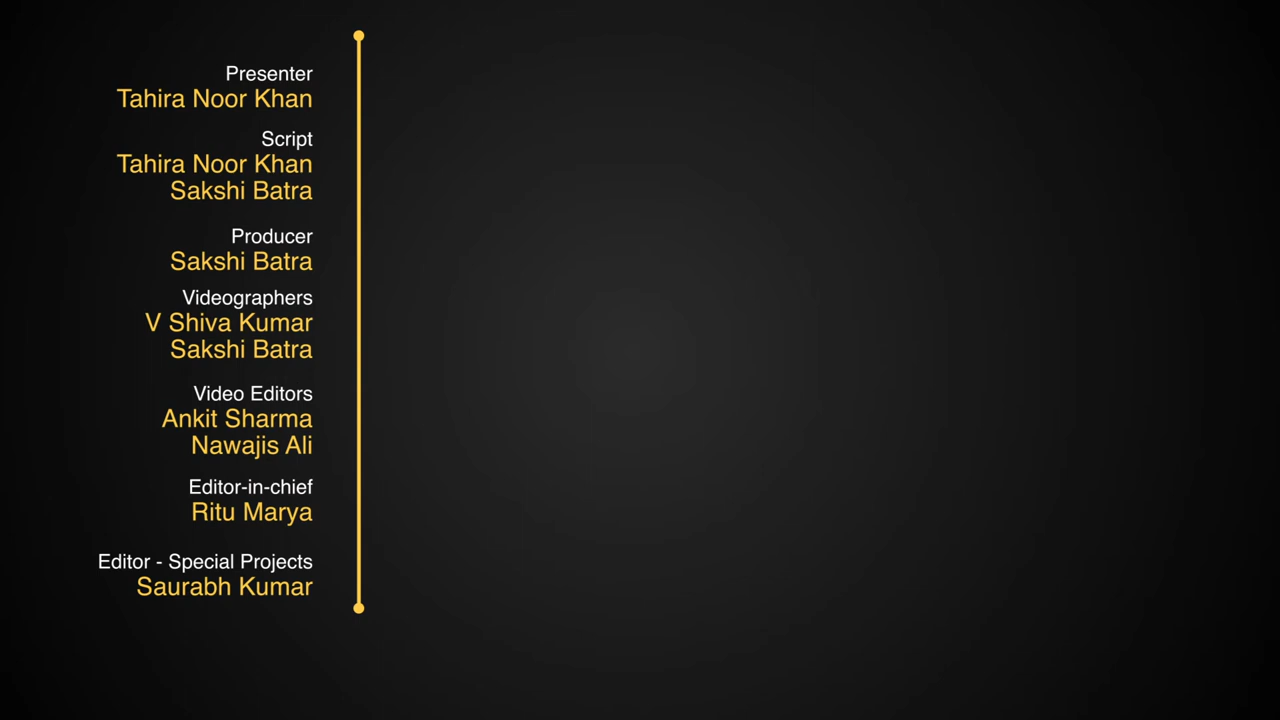 Presenter
Tahira Noor Khan
Script
Tahira Noor Khan
Sakshi Batra
Producer
Sakshi Batra
Videographers
V Shiva Kumar
Sakshi Batra
Video Editors
Ankit Sharma
Nawajis Ali
Editor-in-chief
Ritu Marya
Editor - Special Projects
Saurabh Kumar